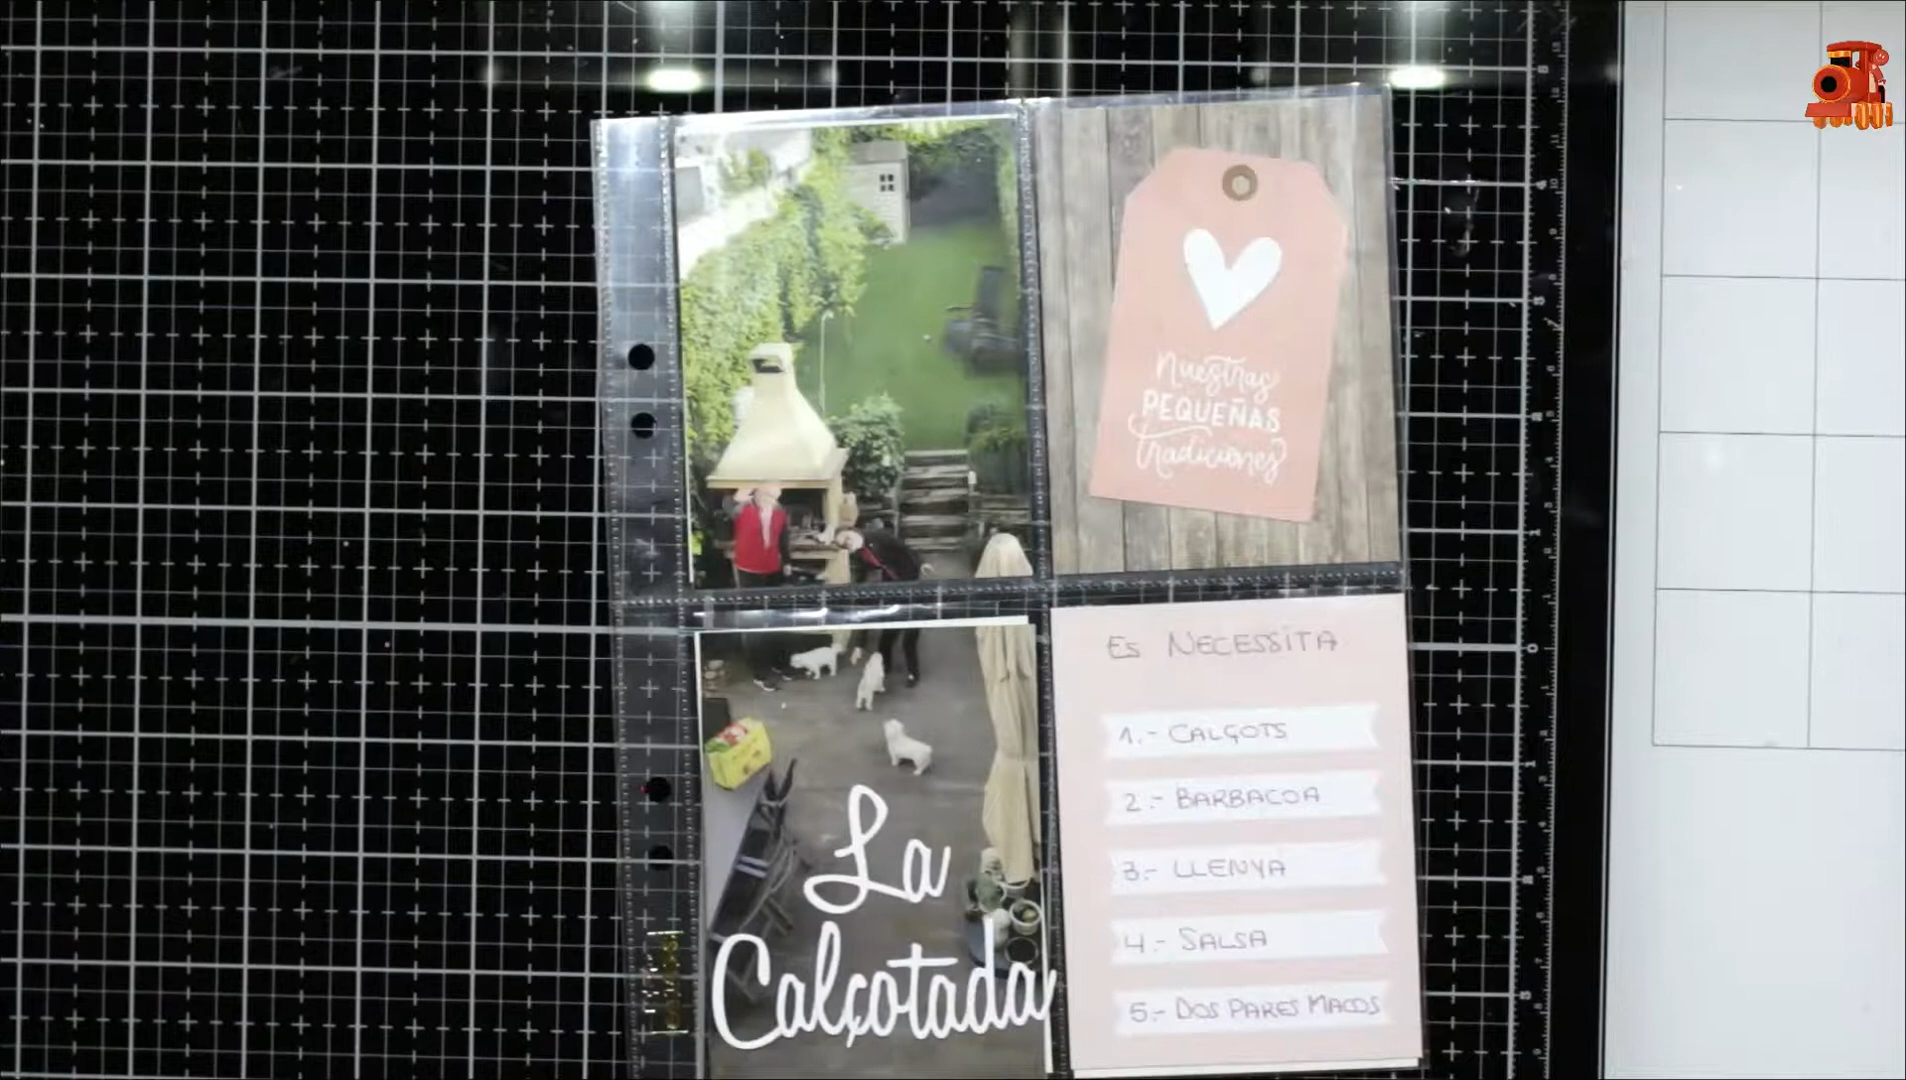 Nuestras
PEQUEÑAS
tradiciones
Es NECESSITA
1.- CALÇOTS
2.- BARBACOA
3.- LLENYA
4.- SALSA
5.- DOS PARES MACOS
La
Calçotada